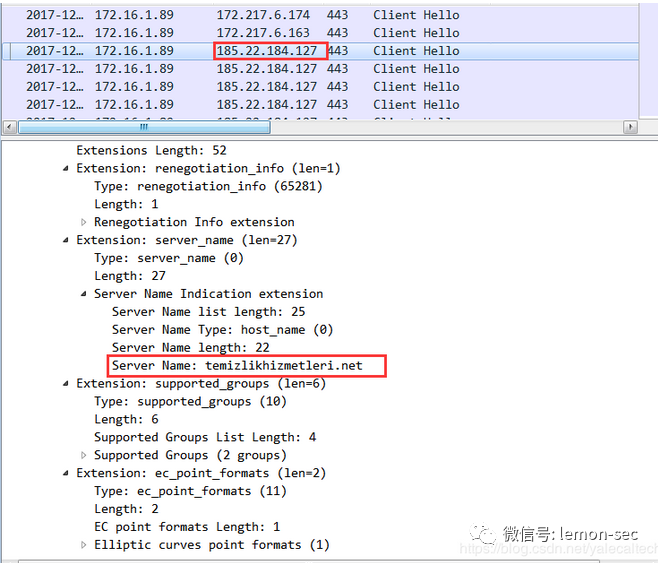 2017-12… 172.16.1.89 172.217.6.174 443 Client Hello
2017-12… 172.16.1.89 172.217.6.163 443 Client Hello
2017-12… 172.16.1.89 185.22.184.127 443 Client Hello
2017-12… 172.16.1.89 185.22.184.127 443 Client Hello
2017-12… 172.16.1.89 185.22.184.127 443 Client Hello
2017-12… 172.16.1.89 185.22.184.127 443 Client Hello
Extensions Length: 52
Extension: renegotiation_info (len=1)
Type: renegotiation_info (65281)
Length: 1
Renegotiation Info extension
Extension: server_name (len=27)
Type: server_name (0)
Length: 27
Server Name Indication extension
Server Name list length: 25
Server Name Type: host_name (0)
Server Name length: 22
Server Name: temizlikhizmetleri.net
Extension: supported_groups (len=6)
Type: supported_groups (10)
Length: 6
Supported Groups List Length: 4
Supported Groups (2 groups)
Extension: ec_point_formats (len=2)
Type: ec_point_formats (11)
Length: 2
EC point formats Length: 1
Elliptic curves point formats (1)
微信号: lemon-sec
https://blog.csdn.net/yalecaltech